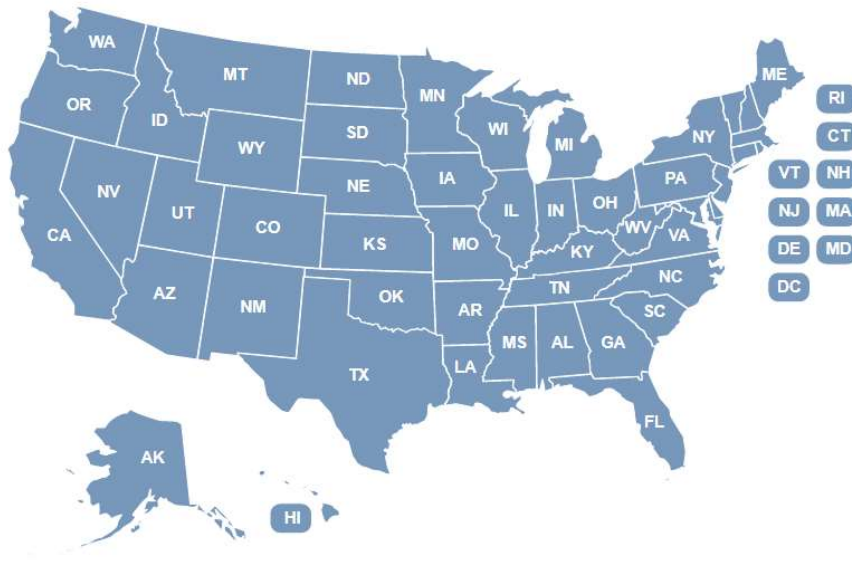 WA
MT
ND
MN
ME
OR
ID
SD
WI
MI
NY
RI
WY
CT
NV
NE
IA
PA
VT
NH
UT
CO
IL
IN
OH
NJ
MA
CA
KS
MO
WV
VA
KY
DE
MD
AZ
NM
OK
AR
TN
NC
DC
SC
MS
AL
GA
TX
LA
FL
AK
HI